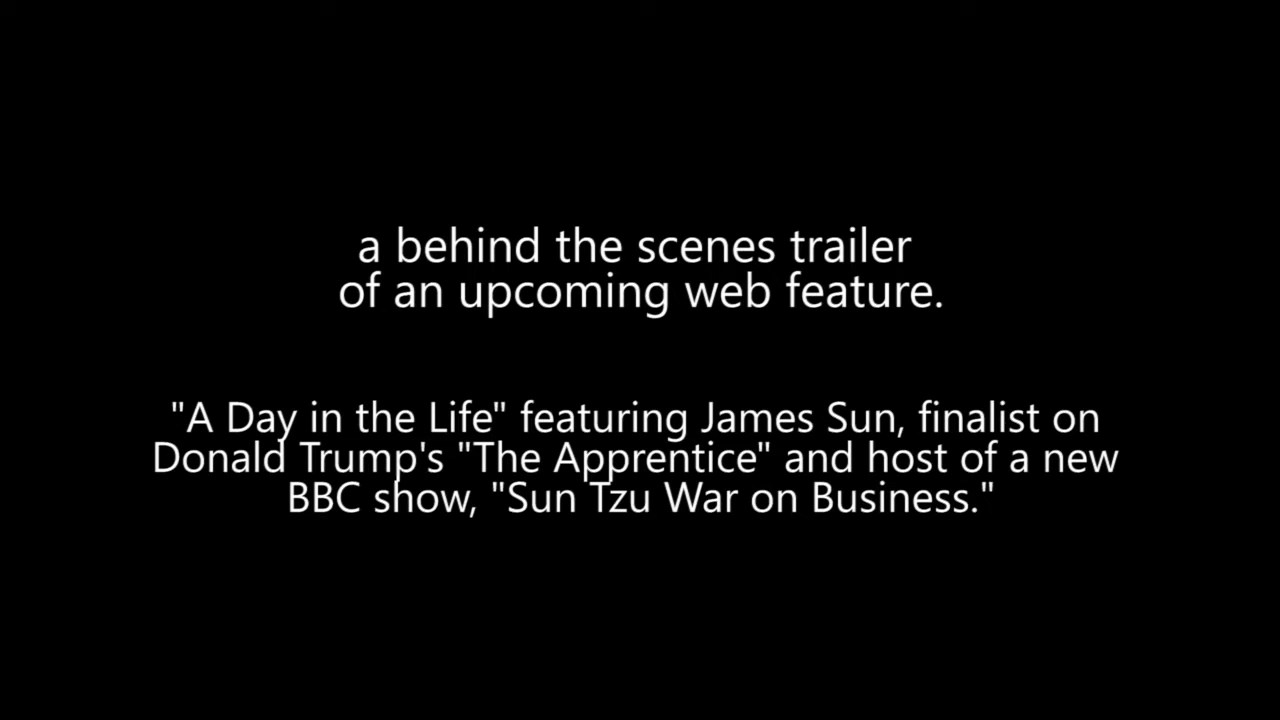 a behind the scenes trailer
of an upcoming web feature.
"A Day in the Life" featuring James Sun, finalist on
Donald Trump's "The Apprentice" and host of a new
BBC show, "Sun Tzu War on Business."